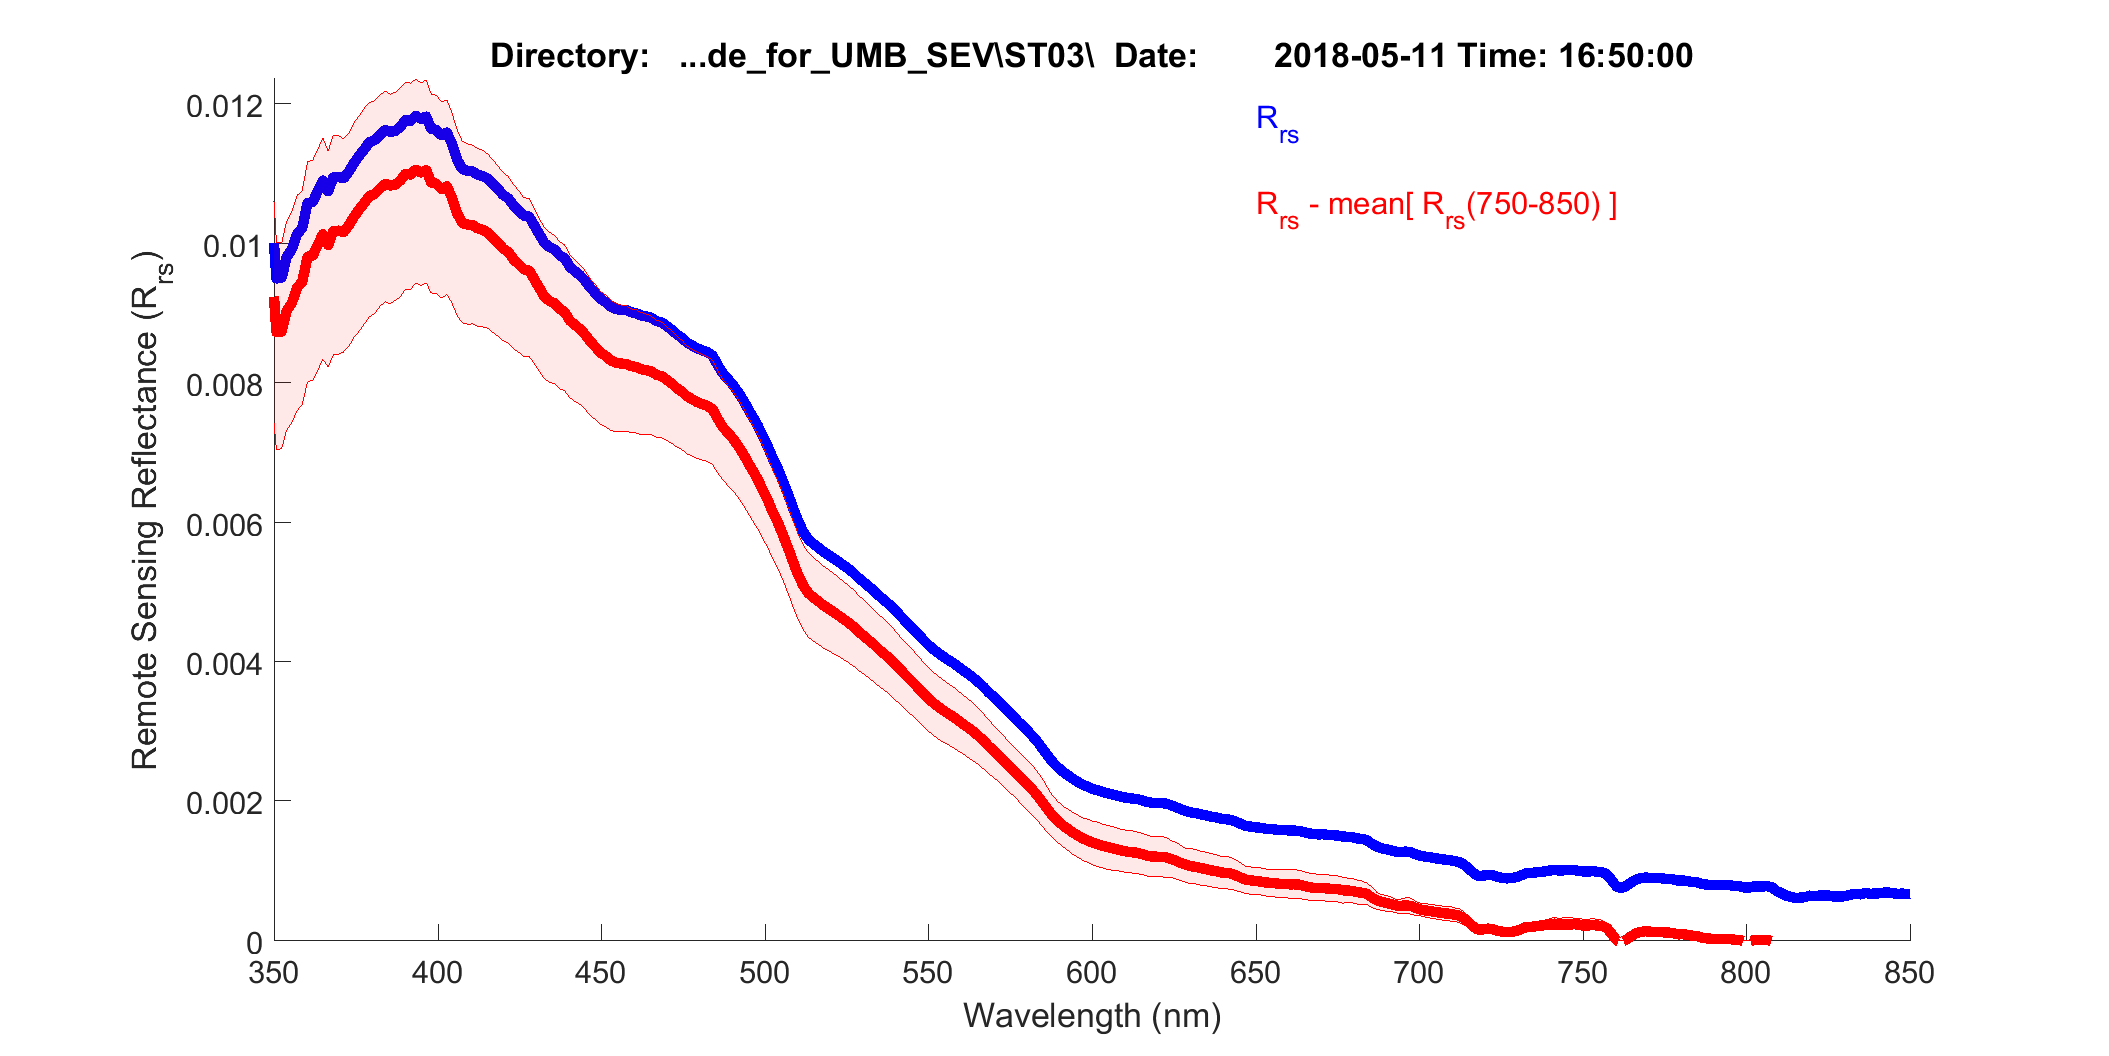 Directory: ...de_for_UMB_SEV\ST03\ Date: 2018-05-11 Time: 16:50:00
Rrs
Rrs - mean[ Rrs(750-850) ]
Remote Sensing Reflectance (Rrs)
0.012
0.01
0.008
0.006
0.004
0.002
0
350 400 450 500 550 600 650 700 750 800 850
Wavelength (nm)